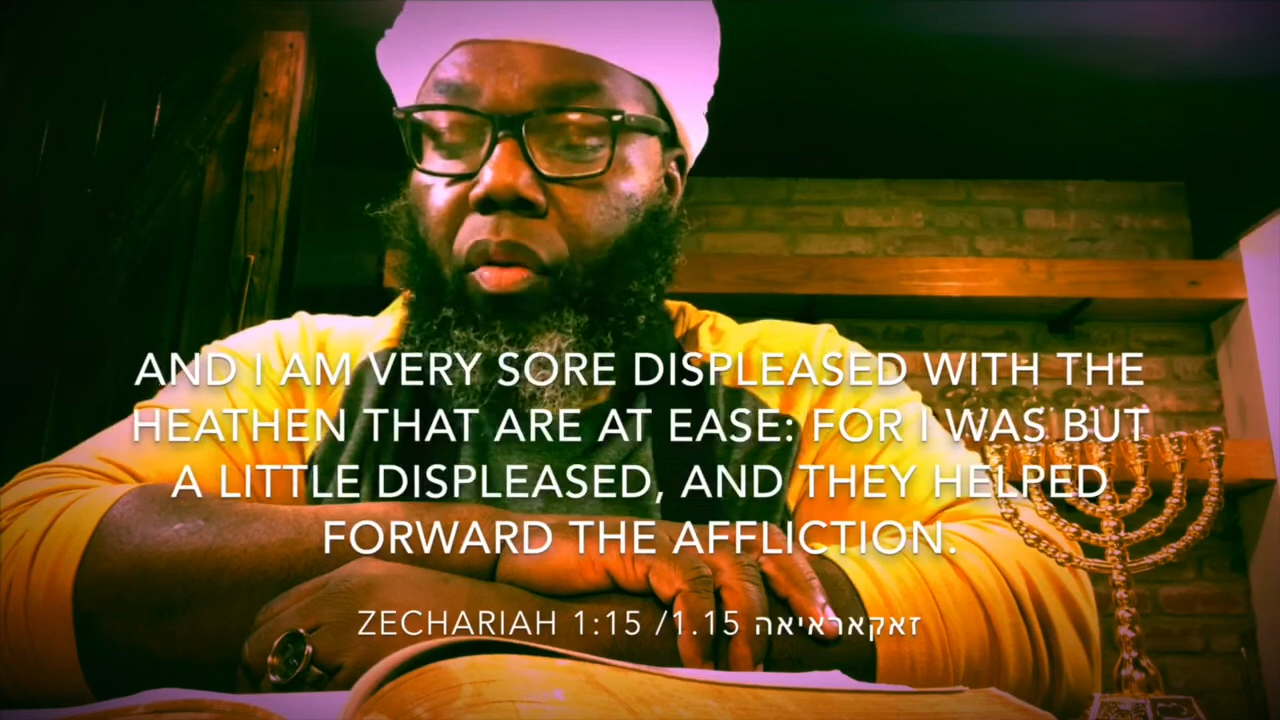 AND I AM VERY SORE DISPLEASED WITH THE
HEATHEN THAT ARE AT EASE: FOR I WAS BUT
A LITTLE DISPLEASED, AND THEY HELPED
FORWARD THE AFFLICTION.
ZECHARIAH 1:15 /1.15 זאקאראיאה